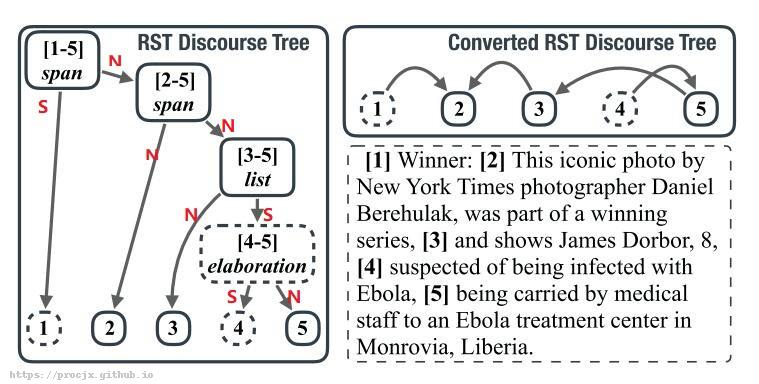 RST Discourse Tree
[1-5]
span
N
S
[2-5]
span
N
N
[3-5]
list
N
S
[4-5]
elaboration
S
N
1 2 3 4 5
Converted RST Discourse Tree
1 2 3 4 5
[1] Winner: [2] This iconic photo by
New York Times photographer Daniel
Berehulak, was part of a winning
series, [3] and shows James Dorbor, 8,
[4] suspected of being infected with
Ebola, [5] being carried by medical
staff to an Ebola treatment center in
Monrovia, Liberia.
https://procjx.github.io